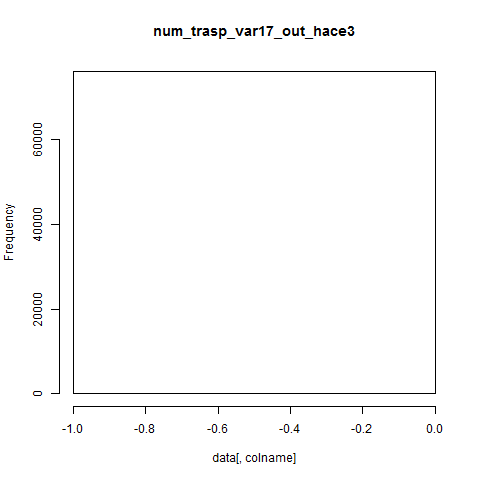 num_trasp_var17_out_hace3
Frequency
60000
40000
20000
0
-1.0 -0.8 -0.6 -0.4 -0.2 0.0
data[, colname]